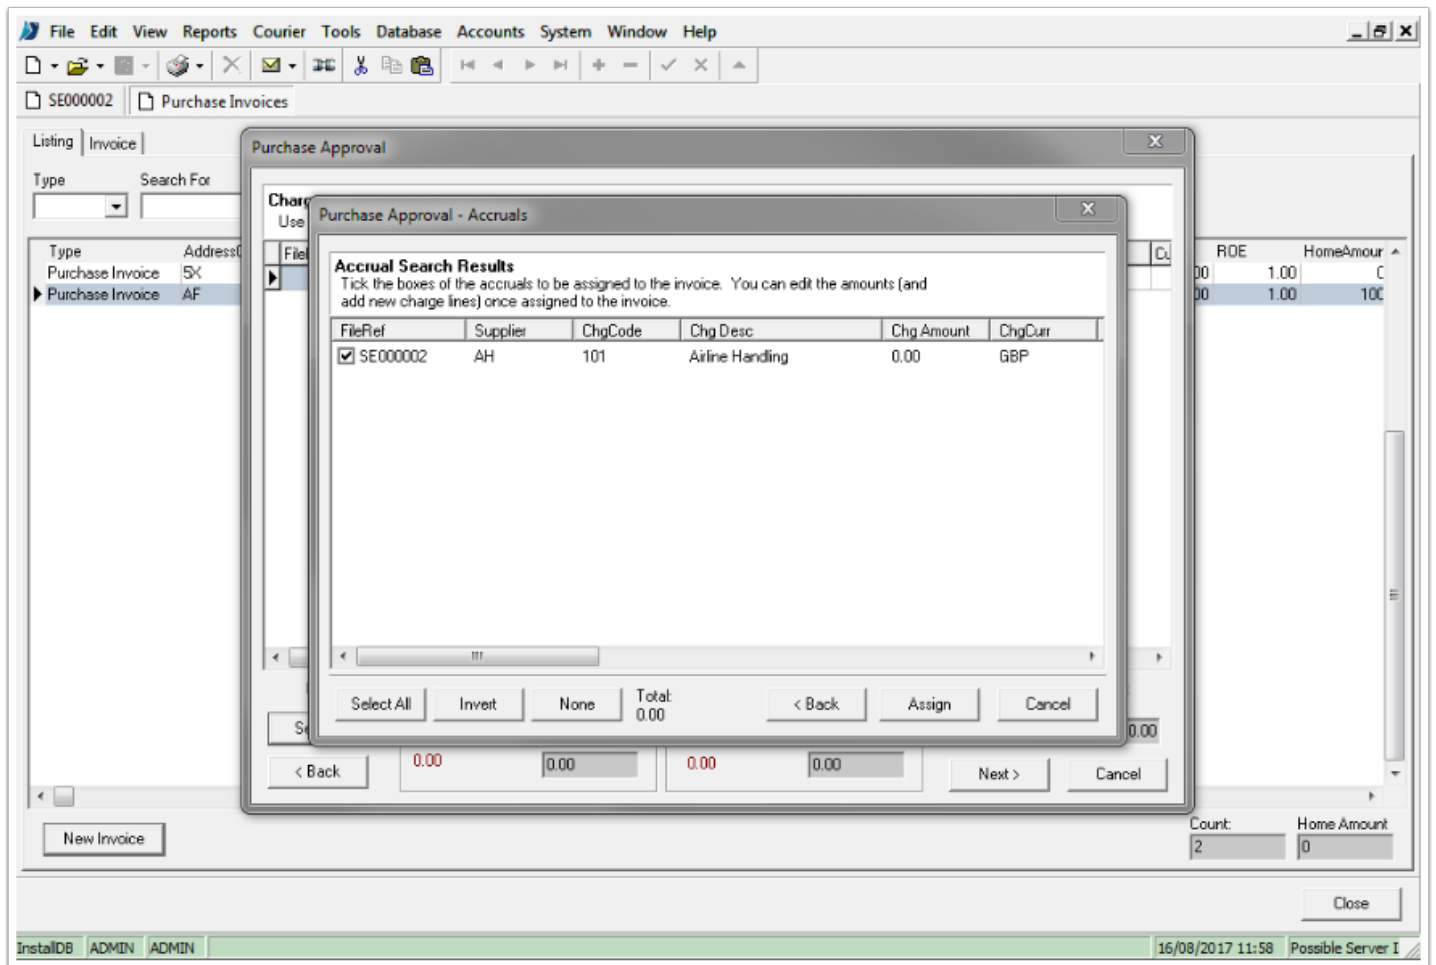 File Edit View Reports Courier Tools Database Accounts System Window Help
SE000002 Purchase Invoices
Listing Invoice
Purchase Approval
Type Search For
Purchase Approval - Accruals
Use
Type
ROE HomeAmour
Accrual Search Results
Purchase Invoice 5X 1.00
Tick the boxes of the accruals to be assigned to the invoice. You can edit the amounts (and
Purchase Invoice AF 1.00
add new charge lines) once assigned to the invoice.
FileRef Supplier ChgCode Chg Desc Chg Amount ChgCurr
SE000002 AH 101 Airline Handling 0.00 GBP
Select All Invert None Total: < Back Assign Cancel
0.00
0.00
0.00 0.00 0.00 0.00
< Back Next > Cancel
New Invoice
Count: Home Amount
2 0
Close
InstallDB ADMIN ADMIN 16/08/2017 11:58 Possible Server I